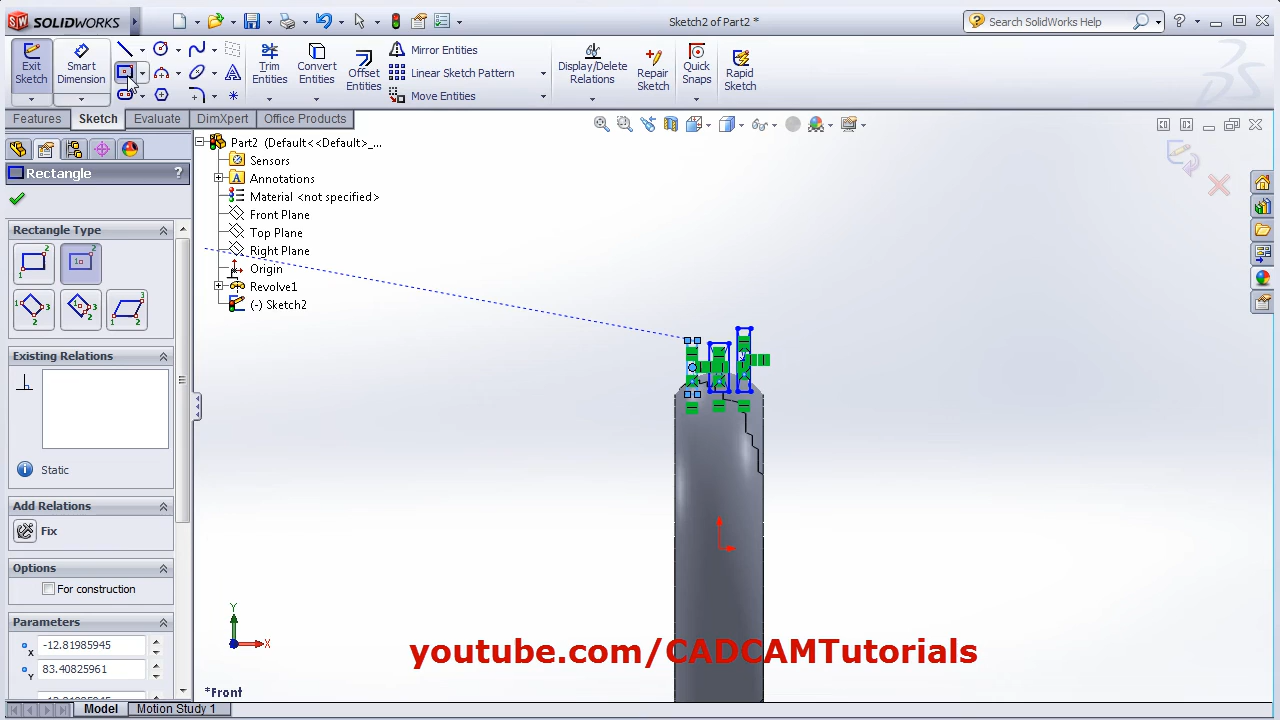 SOLIDWORKS
Sketch2 of Part2 *
Search SolidWorks Help
Exit Sketch
Smart Dimension
Trim Entities
Convert Entities
Offset Entities
Mirror Entities
Linear Sketch Pattern
Move Entities
Display/Delete Relations
Repair Sketch
Quick Snaps
Rapid Sketch
Features
Sketch
Evaluate
DimXpert
Office Products
Rectangle
?
Rectangle Type
Existing Relations
Static
Add Relations
Fix
Options
For construction
Parameters
-12.81985945
83.40825961
Part2 (Default<<Default>_...
Sensors
Annotations
Material <not specified>
Front Plane
Top Plane
Right Plane
Origin
Revolve1
(-) Sketch2
Y
X
*Front
youtube.com/CADCAMTutorials
Model
Motion Study 1